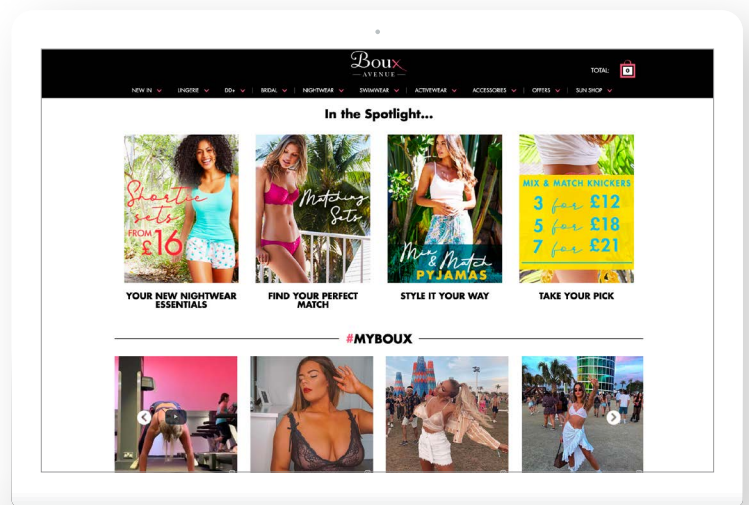 Boux
AVENUE
TOTAL: 0
NEW IN LINGERIE DD+ BRIDAL NIGHTWEAR SWIMWEAR ACTIVEWEAR ACCESSORIES OFFERS SUN SHOP
In the Spotlight...
Shortie
sets
FROM
£16
Matching
Sets
Mix
& Match
PYJAMAS
MIX & MATCH KNICKERS
3 for £12
5 for £18
7 for £21
YOUR NEW NIGHTWEAR
ESSENTIALS
FIND YOUR PERFECT
MATCH
STYLE IT YOUR WAY
TAKE YOUR PICK
#MYBOUX